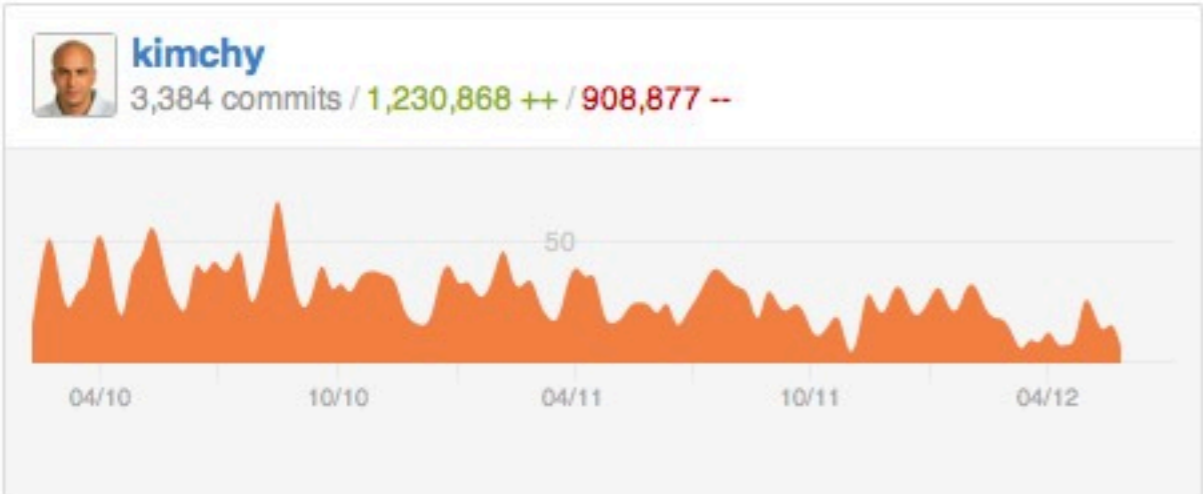 kimchy
3,384 commits / 1,230,868 ++ / 908,877 --
50
04/10 10/10 04/11 10/11 04/12